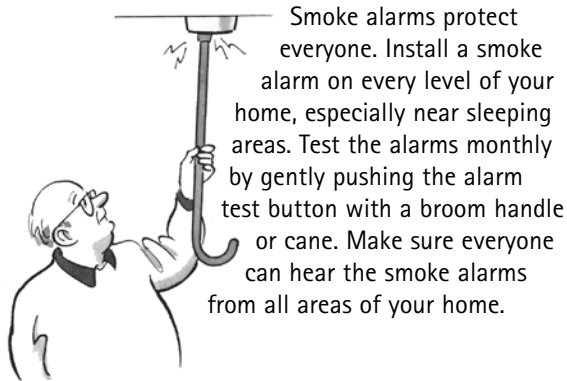 Smoke alarms protect
everyone. Install a smoke
alarm on every level of your
home, especially near sleeping
areas. Test the alarms monthly
by gently pushing the alarm
test button with a broom handle
or cane. Make sure everyone
can hear the smoke alarms
from all areas of your home.